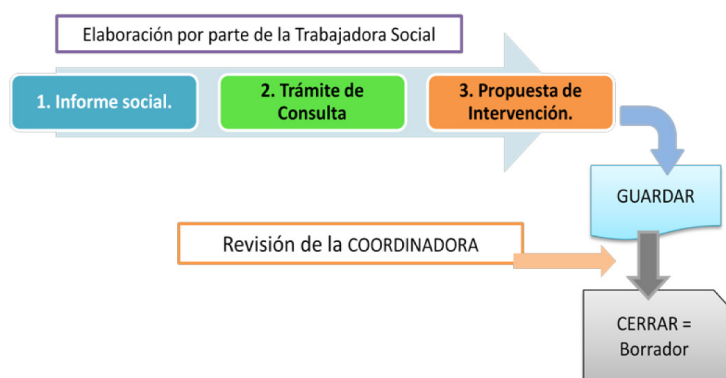 Elaboración por parte de la Trabajadora Social
1. Informe social.
2. Trámite de
Consulta
3. Propuesta de
Intervención.
GUARDAR
Revisión de la COORDINADORA
CERRAR =
Borrador